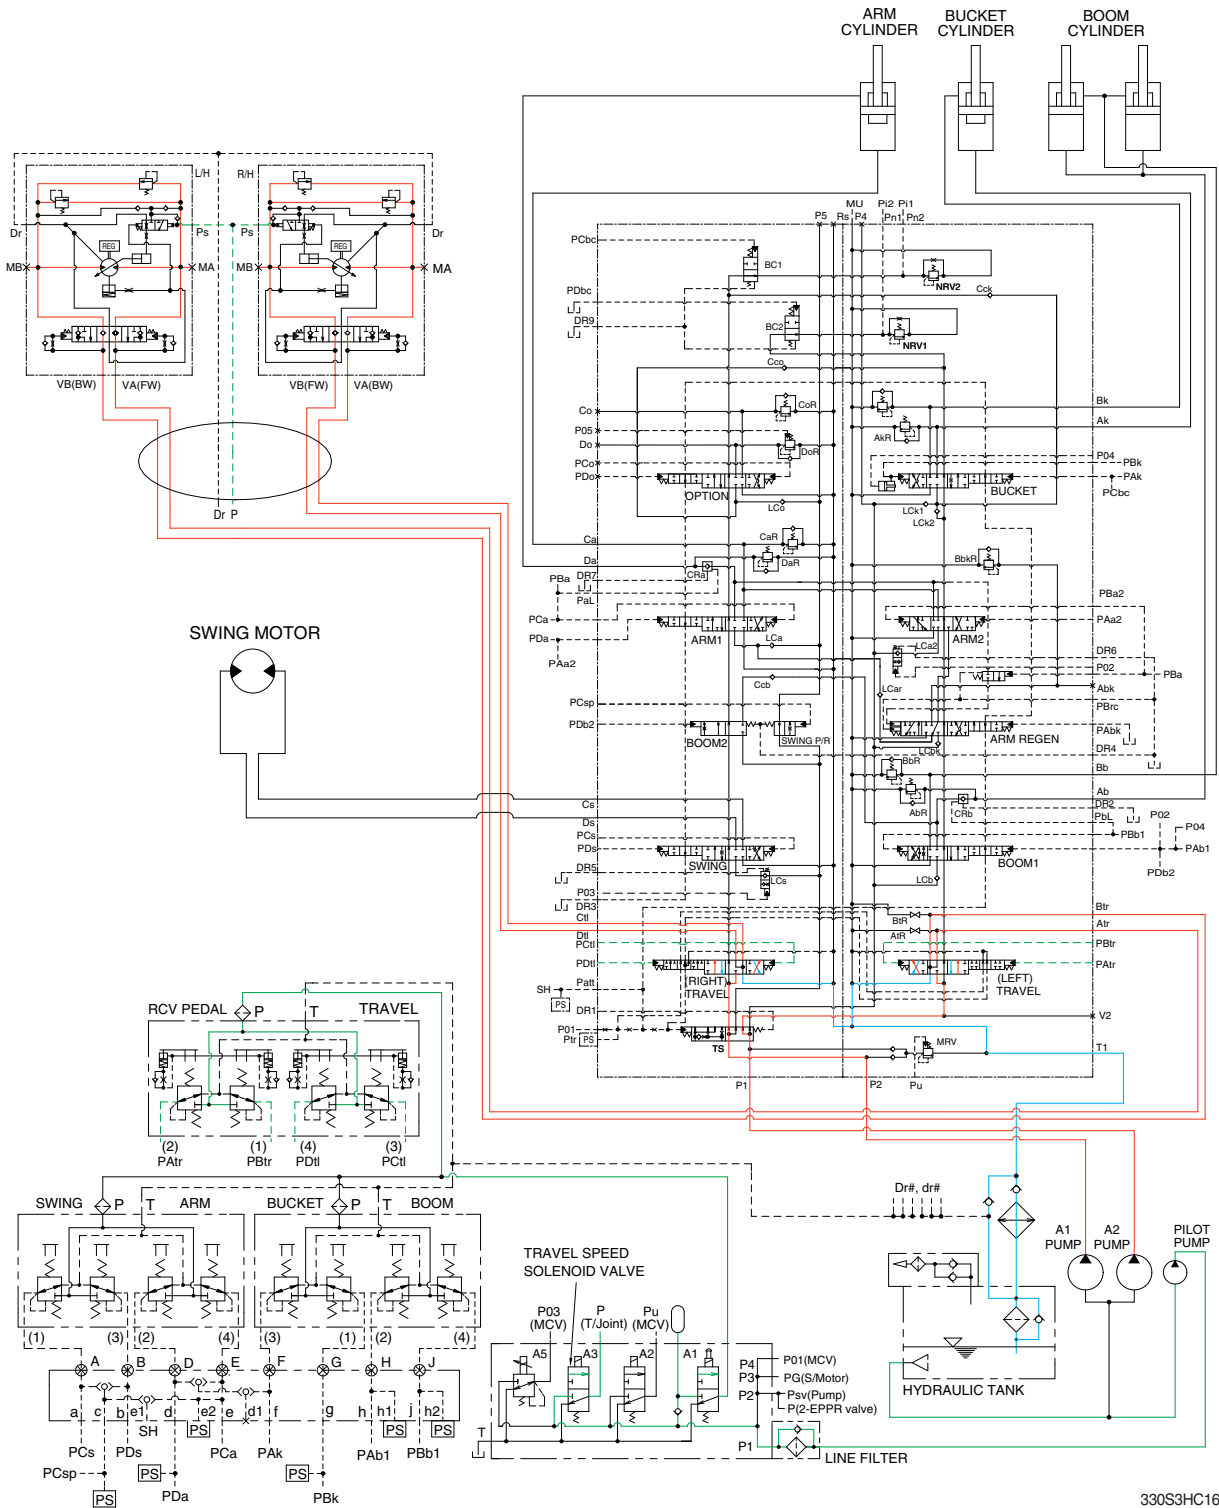 ARM
CYLINDER
BUCKET
CYLINDER
BOOM
CYLINDER
L/H
R/H
Dr
Ps
Ps
Dr
REG
REG
MB
MA
MB
MA
VB(BW)
VA(FW)
VB(FW)
VA(BW)
Dr P
P5
Rs
MU
P4
Pi2
Pi1
Pn1
Pn2
PCbc
BC1
NRV2
Cck
PDbc
DR9
BC2
NRV1
Cco
Co
CoR
Bk
P05
AkR
Ak
Do
DoR
PCo
P04
PBk
PDo
PAk
OPTION
BUCKET
PCbc
LCo
LCk1
LCk2
Ca
CaR
Da
DaR
BbkR
CRa
PBa
DR7
PaL
PBa2
PCa
PAa2
PDa
ARM1
LCa
LCa2
ARM2
PAa2
DR6
P02
PBa
Ccb
LCar
Abk
PCsp
PBrc
PDb2
PAbk
BOOM2
SWING P/R
LCbk
ARM REGEN
DR4
BbR
Bb
AbR
CRb
Ab
DR2
PbL
Cs
Ds
PCs
PDs
SWING
PBb1
P02
P04
PAb1
BOOM1
PDb2
DR5
LCs
LCb
P03
DR3
Ctl
BtR
Btr
AtR
Atr
Dtl
PCtl
PBtr
PDtl
PAtr
(RIGHT)
TRAVEL
(LEFT)
TRAVEL
Patt
SH
PS
DR1
P01
Ptr
PS
TS
V2
MRV
T1
P1
P2
Pu
SWING MOTOR
RCV PEDAL
P
T
TRAVEL
(2)
(1)
(4)
(3)
PAtr
PBtr
PDtl
PCtl
SWING
P
T
ARM
BUCKET
P
T
BOOM
(1)
(3)
(2)
(4)
(3)
(1)
(2)
(4)
A
B
D
E
F
G
H
J
a
c
b
e1
d
e2
e
d1
f
g
h
h1
j
h2
SH
PS
PS
PS
PCs
PDs
PCa
PAk
PAb1
PBb1
PCsp
PS
PS
PDa
PS
PBk
TRAVEL SPEED
SOLENOID VALVE
P03
(MCV)
P
(T/Joint)
Pu
(MCV)
A5
A3
A2
A1
P4
P01(MCV)
P3
PG(S/Motor)
P2
Psv(Pump)
P(2-EPPR valve)
T
P1
LINE FILTER
Dr#, dr#
A1
PUMP
A2
PUMP
PILOT
PUMP
HYDRAULIC TANK
330S3HC16